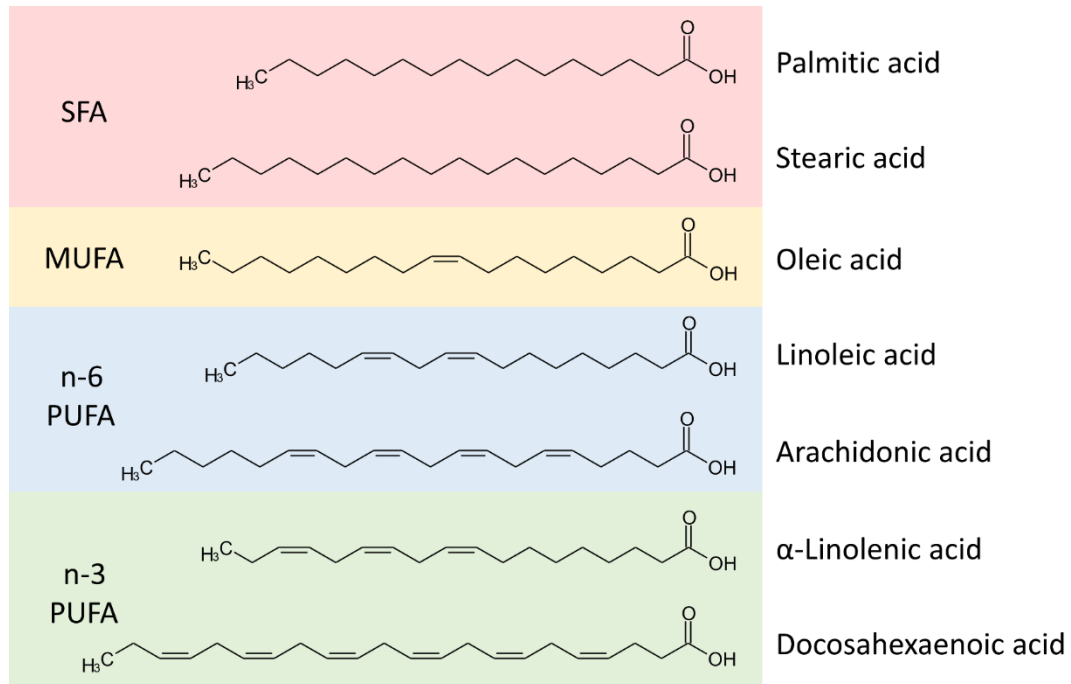 SFA
O
H₃C
OH
Palmitic acid
O
H₃C
OH
Stearic acid
MUFA
O
H₃C
OH
Oleic acid
n-6
PUFA
O
H₃C
OH
Linoleic acid
O
H₃C
OH
Arachidonic acid
n-3
PUFA
O
H₃C
OH
α-Linolenic acid
O
H₃C
OH
Docosahexaenoic acid